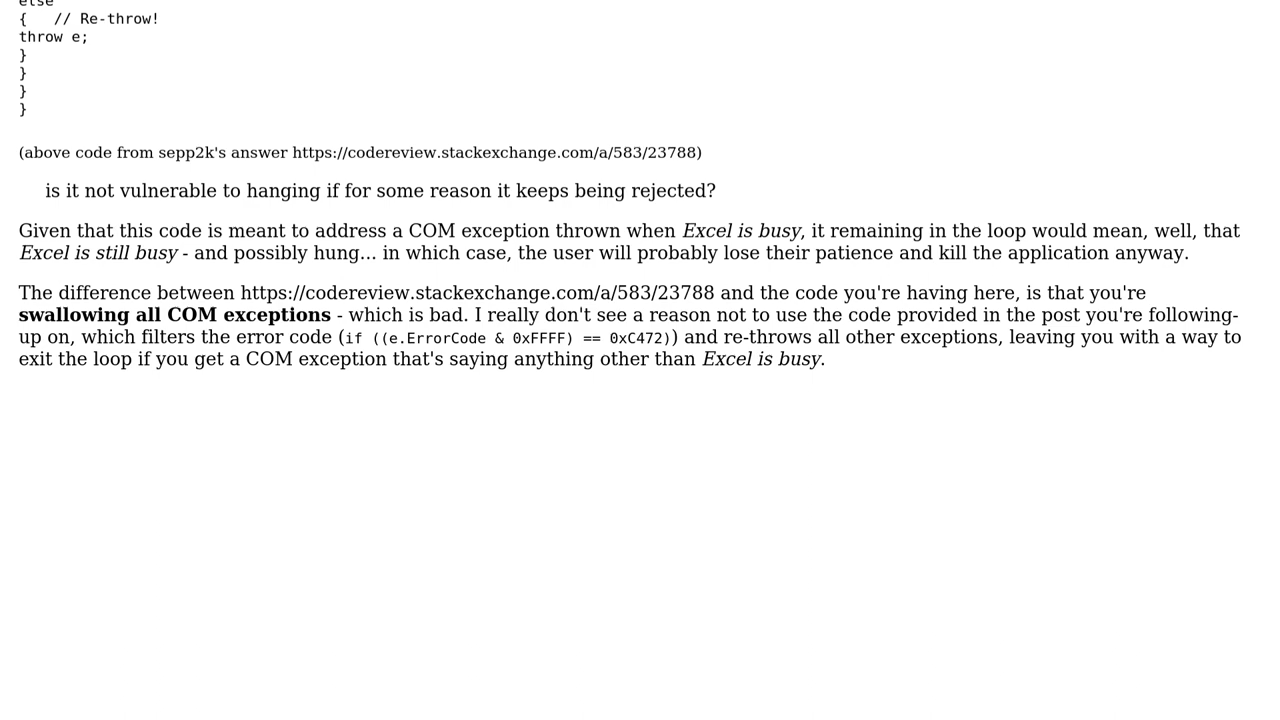 else
{   // Re-throw!
throw e;
}
}
}
}
(above code from sepp2k's answer https://codereview.stackexchange.com/a/583/23788)
is it not vulnerable to hanging if for some reason it keeps being rejected?
Given that this code is meant to address a COM exception thrown when Excel is busy, it remaining in the loop would mean, well, that
Excel is still busy - and possibly hung... in which case, the user will probably lose their patience and kill the application anyway.
The difference between https://codereview.stackexchange.com/a/583/23788 and the code you're having here, is that you're
swallowing all COM exceptions - which is bad. I really don't see a reason not to use the code provided in the post you're following-
up on, which filters the error code (if ((e.ErrorCode & 0xFFFF) == 0xC472)) and re-throws all other exceptions, leaving you with a way to
exit the loop if you get a COM exception that's saying anything other than Excel is busy.